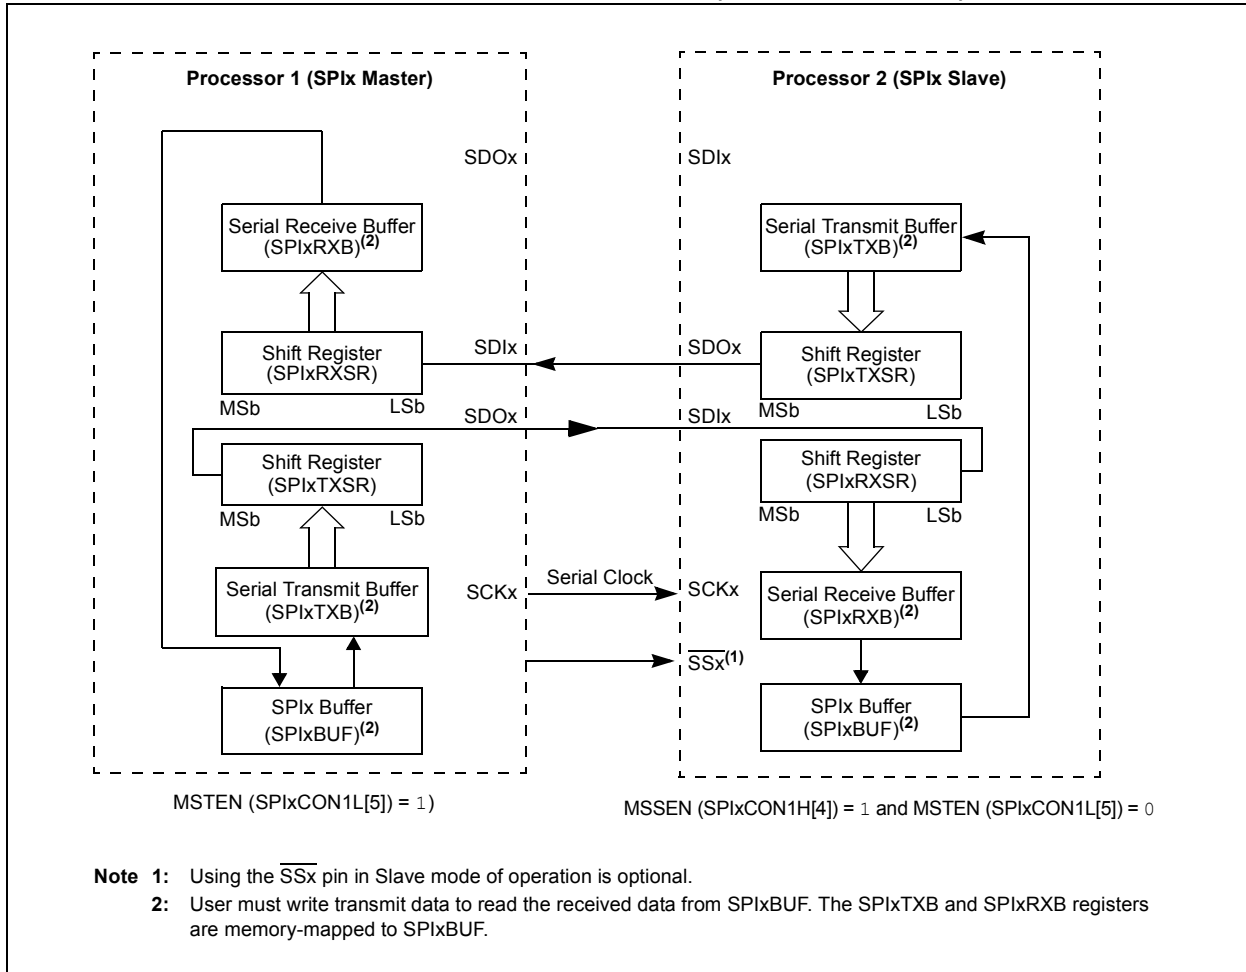 Processor 1 (SPIx Master)
Processor 2 (SPIx Slave)
SDOx
SDIx
Serial Receive Buffer
(SPIxRXB)(2)
Serial Transmit Buffer
(SPIxTXB)(2)
SDIx
SDOx
Shift Register
(SPIxRXSR)
Shift Register
(SPIxTXSR)
MSb
LSb
MSb
LSb
SDOx
SDIx
Shift Register
(SPIxTXSR)
Shift Register
(SPIxRXSR)
MSb
LSb
MSb
LSb
Serial Transmit Buffer
(SPIxTXB)(2)
SCKx
Serial Clock
SCKx
Serial Receive Buffer
(SPIxRXB)(2)
SSx(1)
SPIx Buffer
(SPIxBUF)(2)
SPIx Buffer
(SPIxBUF)(2)
MSTEN (SPIxCON1L[5]) = 1)
MSSEN (SPIxCON1H[4]) = 1 and MSTEN (SPIxCON1L[5]) = 0
Note 1: Using the SSx pin in Slave mode of operation is optional.
2: User must write transmit data to read the received data from SPIxBUF. The SPIxTXB and SPIxRXB registers
are memory-mapped to SPIxBUF.